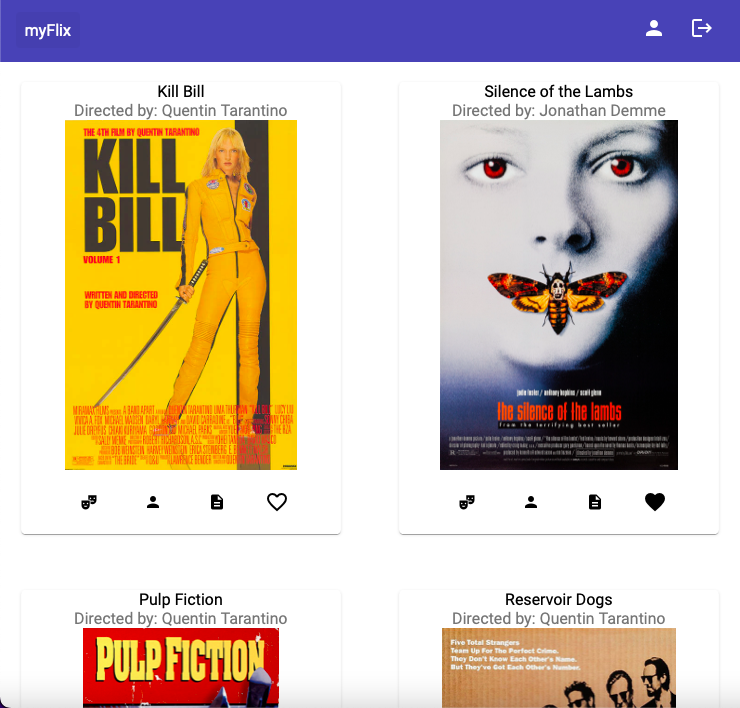 myFlix
Kill Bill
Directed by: Quentin Tarantino
THE 4TH FILM BY QUENTIN TARANTINO
KILL
BILL
VOLUME 1
WRITTEN AND DIRECTED
BY QUENTIN TARANTINO
Silence of the Lambs
Directed by: Jonathan Demme
jodie foster / anthony hopkins / scott glenn
the silence of the lambs
from the terrifying best seller
Pulp Fiction
Directed by: Quentin Tarantino
PULP FICTION
Reservoir Dogs
Directed by: Quentin Tarantino
Five Total Strangers
Team Up For The Perfect Crime.
They Don't Know Each Other's Name.
But They've Got Each Other's Number.